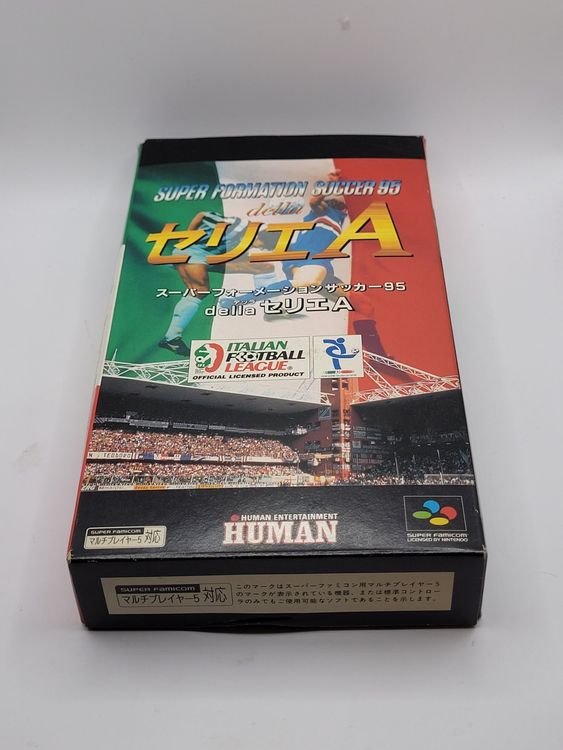 SUPER FORMATION SOCCER 95
della
セリエA
スーパーフォーメーションサッカー95
デッラ
della セリエA
ITALIAN
FOOTBALL
LEAGUE
OFFICIAL LICENSED PRODUCT
HUMAN ENTERTAINMENT
HUMAN
SUPER FAMICOM
LICENSED BY NINTENDO
SUPER FAMICOM
マルチプレイヤー5 対応
SUPER FAMICOM
マルチプレイヤー5 対応
このマークはスーパーファミコン用マルチプレイヤー5
のマークが表示されている機器、または標準コントロー
ラのみでもご使用可能なソフトであることを示します。